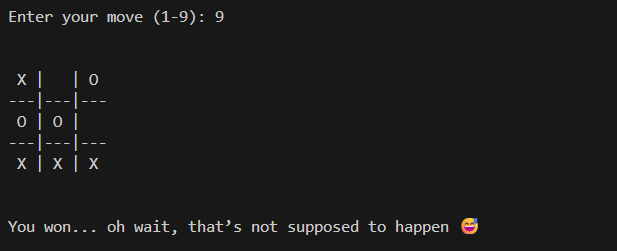 Enter your move (1-9): 9
X | | O
---|---|---
O | O |
---|---|---
X | X | X
You won... oh wait, that’s not supposed to happen 😅